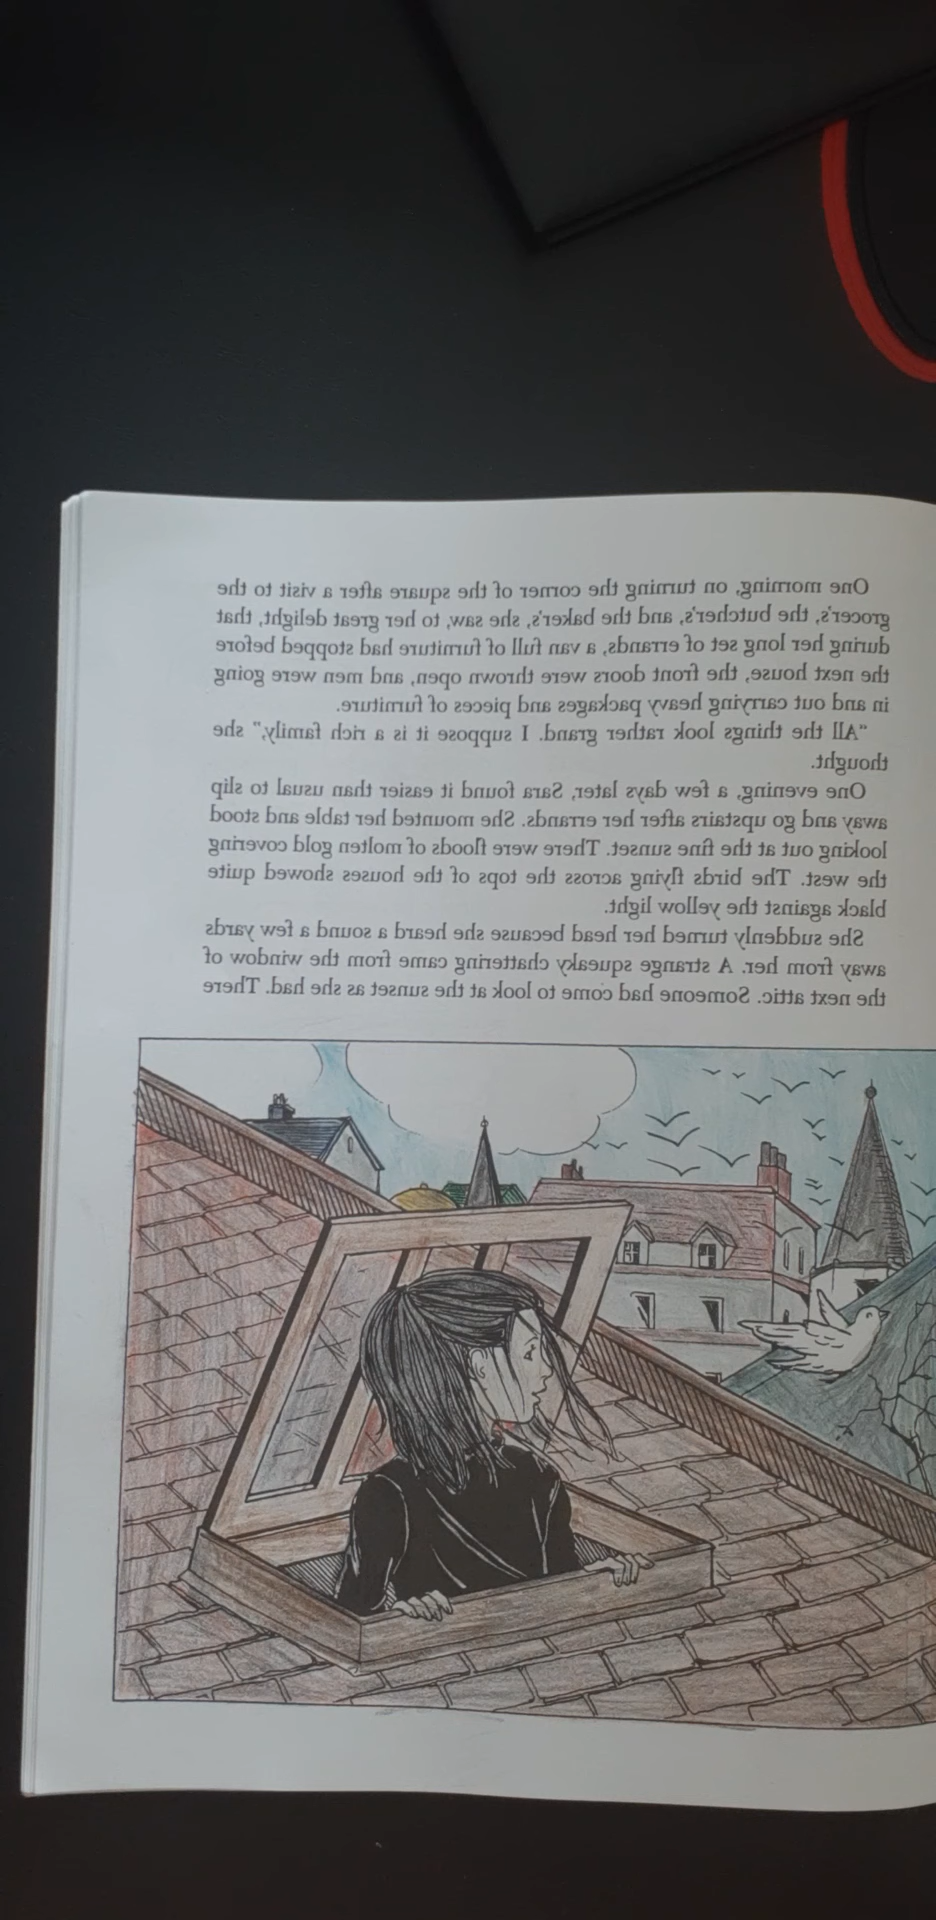 One morning, on turning the corner of the square after a visit to the
grocer's, the butcher's, and the baker's, she saw, to her great delight, that
during her long set of errands, a van full of furniture had stopped before
the next house, the front doors were thrown open, and men were going
in and out carrying heavy packages and pieces of furniture.
"All the things look rather grand. I suppose it is a rich family," she
thought.
One evening, a few days later, Sara found it easier than usual to slip
away and go upstairs after her errands. She mounted her table and stood
looking out at the fine sunset. There were floods of molten gold covering
the west. The birds flying across the tops of the houses showed quite
black against the yellow light.
She suddenly turned her head because she heard a sound a few yards
away from her. A strange squeaky chattering came from the window of
the next attic. Someone had come to look at the sunset as she had. There